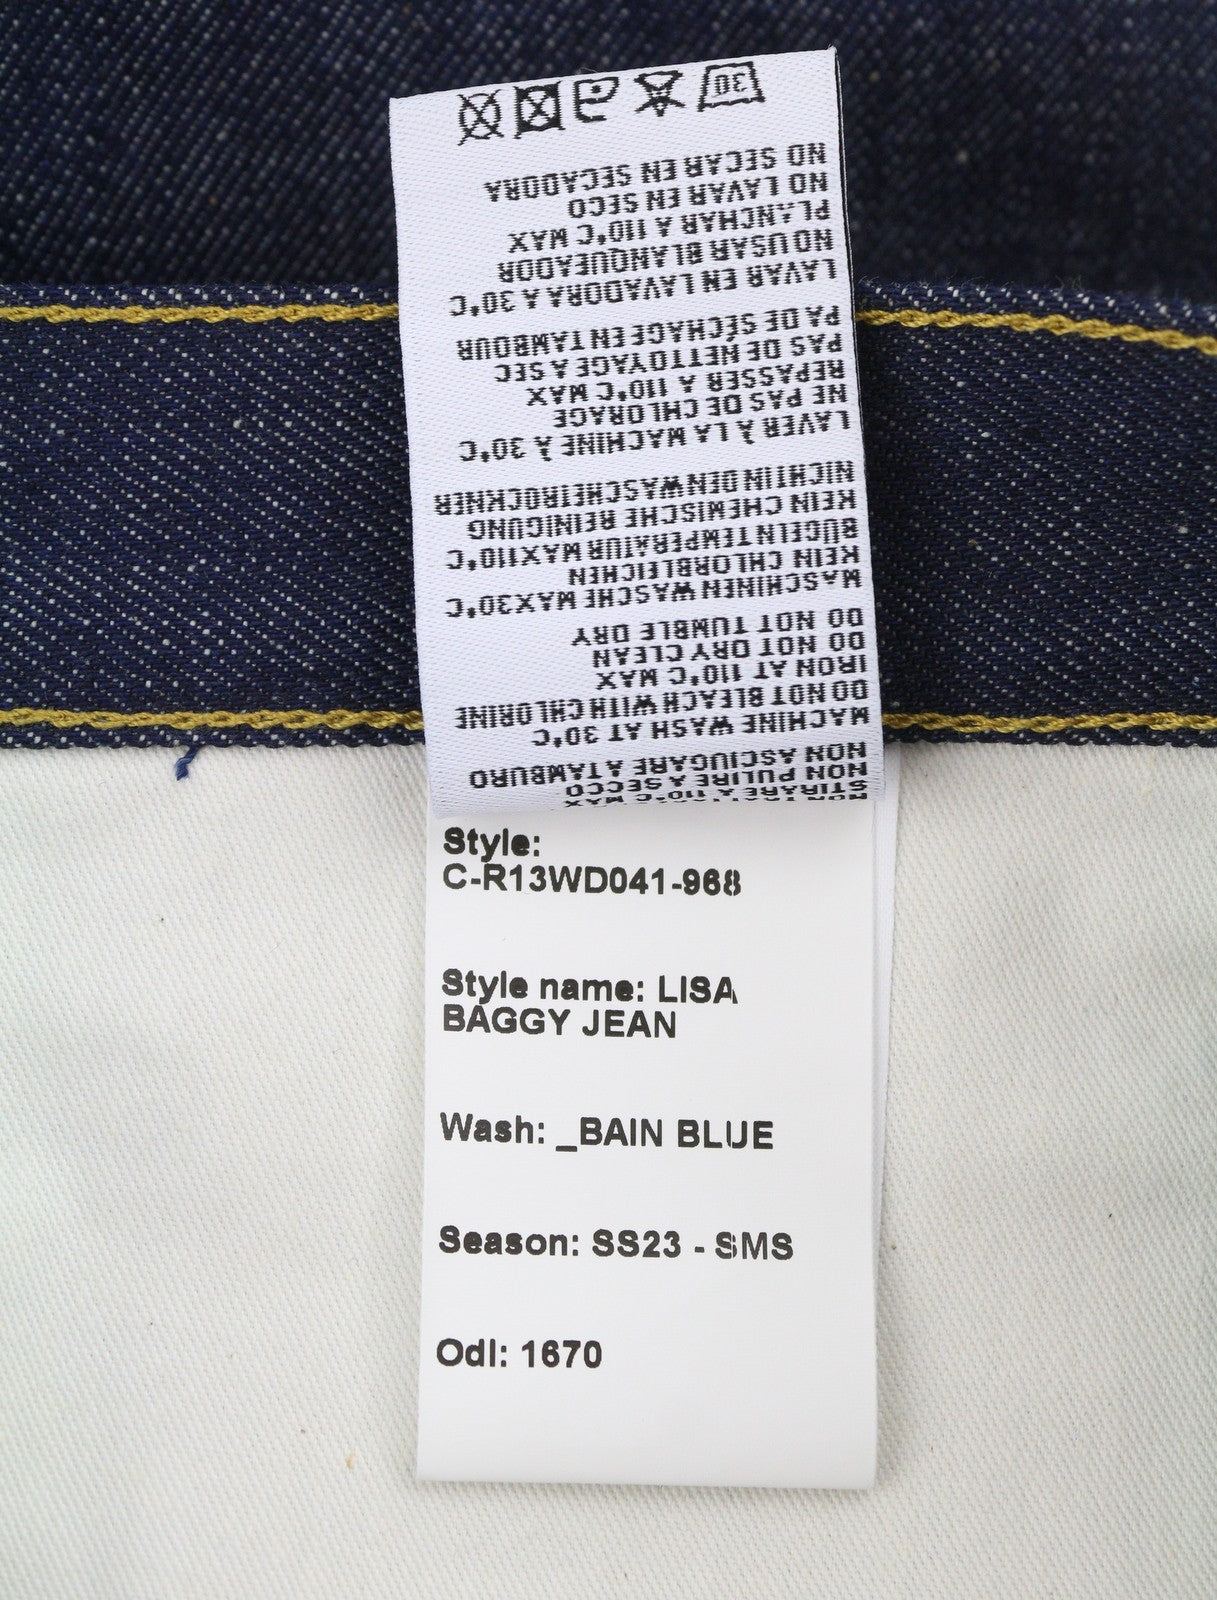 STIRARE A 110°C MAX
NON PULIRE A SECCO
NON ASCIUGARE A TAMBURO
MACHINE WASH AT 30°C
DO NOT BLEACH WITH CHLORINE
IRON AT 110°C MAX
DO NOT DRY CLEAN
DO NOT TUMBLE DRY
MASCHINEN WASCHE MAX30°C
KEIN CHLORBLEICHEN
BÜGELN TEMPERATUR MAX110°C
KEIN CHEMISCHE REINIGUNG
NICHT IN DEN WASCHETROCKNER
LAVER À LA MACHINE À 30°C
NE PAS DE CHLORAGE
REPASSER A 110°C MAX
PAS DE NETTOYAGE A SEC
PA DE SÉCHAGE EN TAMBOUR
LAVAR EN LAVADORA A 30°C
NO USAR BLANQUEADOR
PLANCHAR A 110°C MAX
NO LAVAR EN SECO
NO SECAR EN SECADORA
30
Style:
C-R13WD041-968
Style name: LISA
BAGGY JEAN
Wash: _BAIN BLUE
Season: SS23 - SMS
Odl: 1670